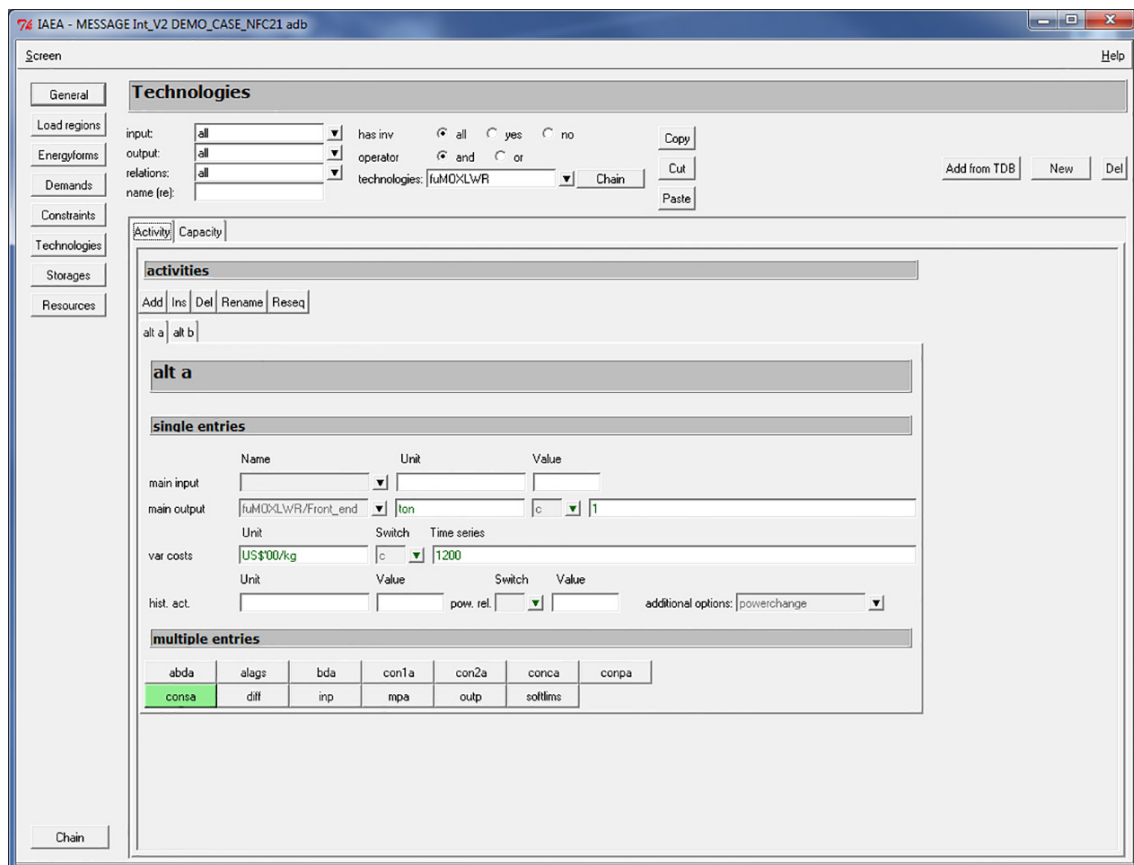 IAEA - MESSAGE Int_V2 DEMO_CASE_NFC21 adb
Screen Help
General
Load regions
Energyforms
Demands
Constraints
Technologies
Storages
Resources
Technologies
input: all has inv all yes no Copy
output: all operator and or Cut Add from TDB New Del
relations: all technologies: fuMOXLWR Chain
name (re): Paste
Activity Capacity
activities
Add Ins Del Rename Reseq
alt a alt b
alt a
single entries
Name Unit Value
main input
main output fuMOXLWR/Front_end ton c 1
Unit Switch Time series
var costs US$'00/kg c 1200
Unit Value Switch Value
hist. act. pow. rel. additional options: powerchange
multiple entries
abda alags bda con1a con2a conca conpa
consa diff inp mpa outp softlims
Chain